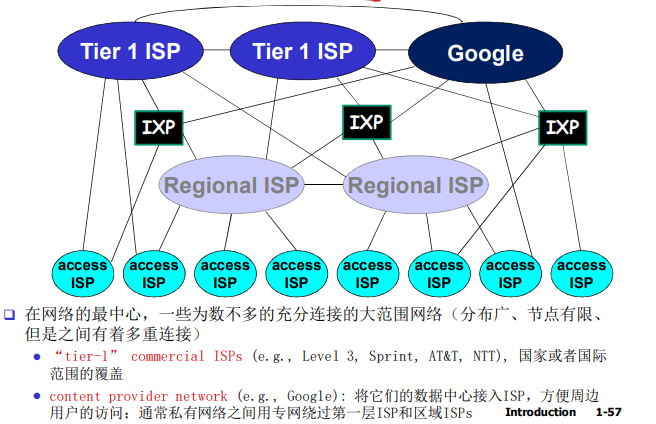 Tier 1 ISP
Tier 1 ISP
Google
IXP
IXP
IXP
Regional ISP
Regional ISP
access
ISP
access
ISP
access
ISP
access
ISP
access
ISP
access
ISP
access
ISP
access
ISP
在网络的最中心，一些为数不多的充分连接的大范围网络（分布广、节点有限、
但是之间有着多重连接）
“tier-1” commercial ISPs (e.g., Level 3, Sprint, AT&T, NTT), 国家或者国际
范围的覆盖
content provider network (e.g., Google): 将它们的数据中心接入ISP，方便周边
用户的访问；通常私有网络之间用专网绕过第一层ISP和区域ISPs
Introduction 1-57